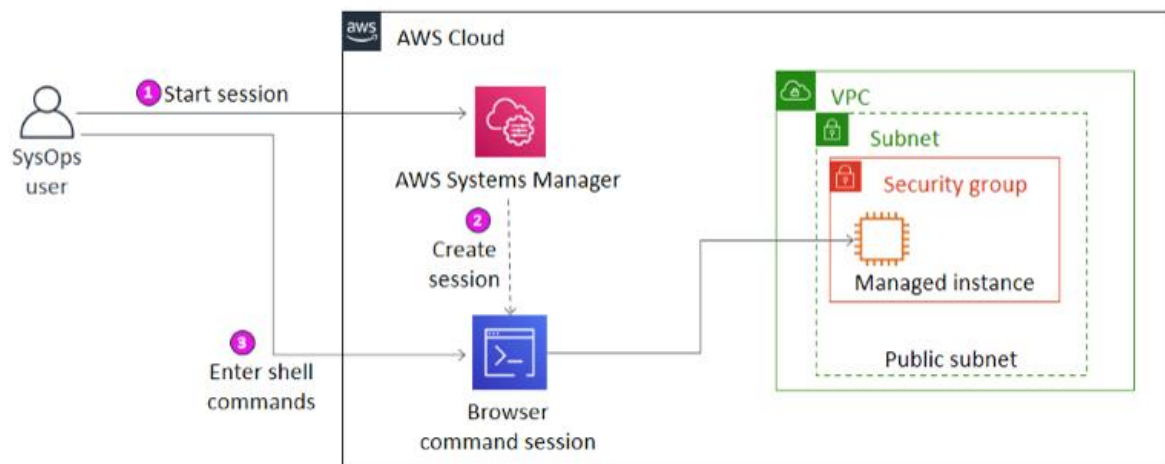 aws
AWS Cloud
1 Start session
SysOps
user
AWS Systems Manager
2
Create
session
3
Enter shell
commands
Browser
command session
VPC
Subnet
Security group
Managed instance
Public subnet